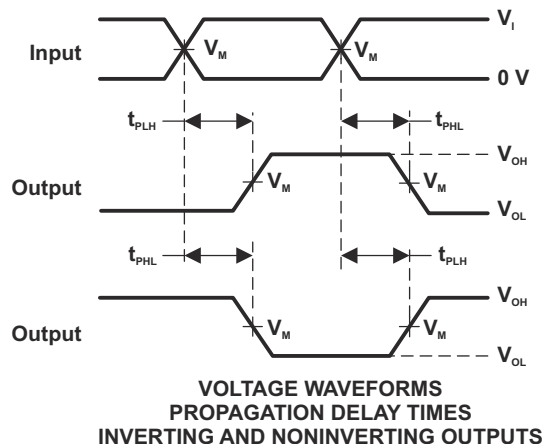 V_I
Input
V_M V_M
0 V
t_PLH t_PHL
V_OH
Output
V_M V_M
V_OL
t_PHL t_PLH
V_OH
Output
V_M V_M
V_OL
VOLTAGE WAVEFORMS
PROPAGATION DELAY TIMES
INVERTING AND NONINVERTING OUTPUTS